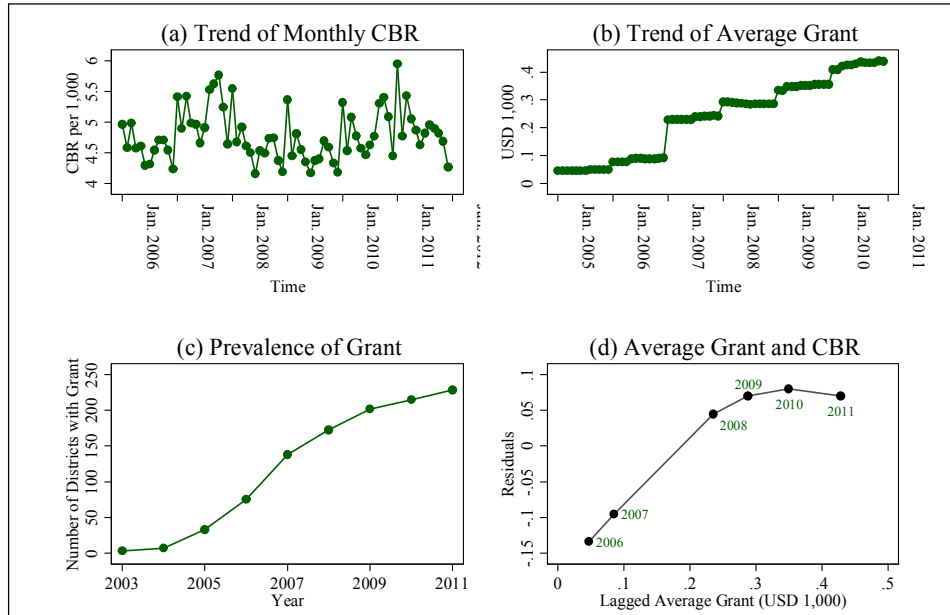 (a) Trend of Monthly CBR
CBR per 1,000
6
5.5
5
4.5
4
Jan. 2006
Jan. 2007
Jan. 2008
Jan. 2009
Jan. 2010
Jan. 2011
Time
(b) Trend of Average Grant
USD 1,000
.4
.3
.2
.1
0
Jan. 2005
Jan. 2006
Jan. 2007
Jan. 2008
Jan. 2009
Jan. 2010
Jan. 2011
Time
(c) Prevalence of Grant
Number of Districts with Grant
250
200
150
100
50
0
2003
2005
2007
2009
2011
Year
(d) Average Grant and CBR
Residuals
.1
.05
0
-.05
-.1
-.15
2006
2007
2008
2009
2010
2011
0
.1
.2
.3
.4
.5
Lagged Average Grant (USD 1,000)